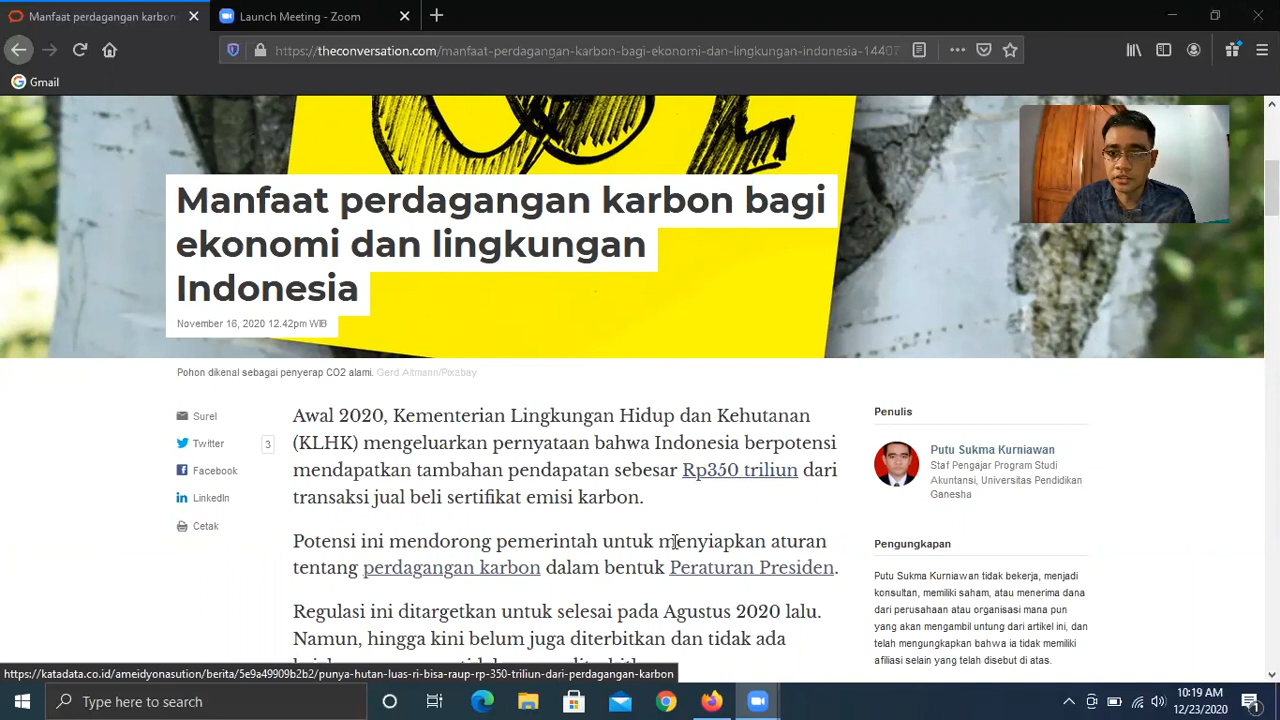 Manfaat perdagangan karbon
Launch Meeting - Zoom
https://theconversation.com/manfaat-perdagangan-karbon-bagi-ekonomi-dan-lingkungan-indonesia-14407
Gmail
Manfaat perdagangan karbon bagi
ekonomi dan lingkungan
Indonesia
November 16, 2020 12.42pm WIB
Pohon dikenal sebagai penyerap CO2 alami. Gerd Altmann/Pixabay
Surel
Twitter
3
Facebook
LinkedIn
Cetak
Awal 2020, Kementerian Lingkungan Hidup dan Kehutanan
(KLHK) mengeluarkan pernyataan bahwa Indonesia berpotensi
mendapatkan tambahan pendapatan sebesar Rp350 triliun dari
transaksi jual beli sertifikat emisi karbon.
Potensi ini mendorong pemerintah untuk menyiapkan aturan
tentang perdagangan karbon dalam bentuk Peraturan Presiden.
Regulasi ini ditargetkan untuk selesai pada Agustus 2020 lalu.
Namun, hingga kini belum juga diterbitkan dan tidak ada
Penulis
Putu Sukma Kurniawan
Staf Pengajar Program Studi
Akuntansi, Universitas Pendidikan
Ganesha
Pengungkapan
Putu Sukma Kurniawan tidak bekerja, menjadi
konsultan, memiliki saham, atau menerima dana
dari perusahaan atau organisasi mana pun
yang akan mengambil untung dari artikel ini, dan
telah mengungkapkan bahwa ia tidak memiliki
afiliasi selain yang telah disebut di atas.
https://katadata.co.id/ameidyonasution/berita/5e9a49909b2b2/punya-hutan-luas-ri-bisa-raup-rp-350-triliun-dari-perdagangan-karbon
Type here to search
10:19 AM
12/23/2020
1